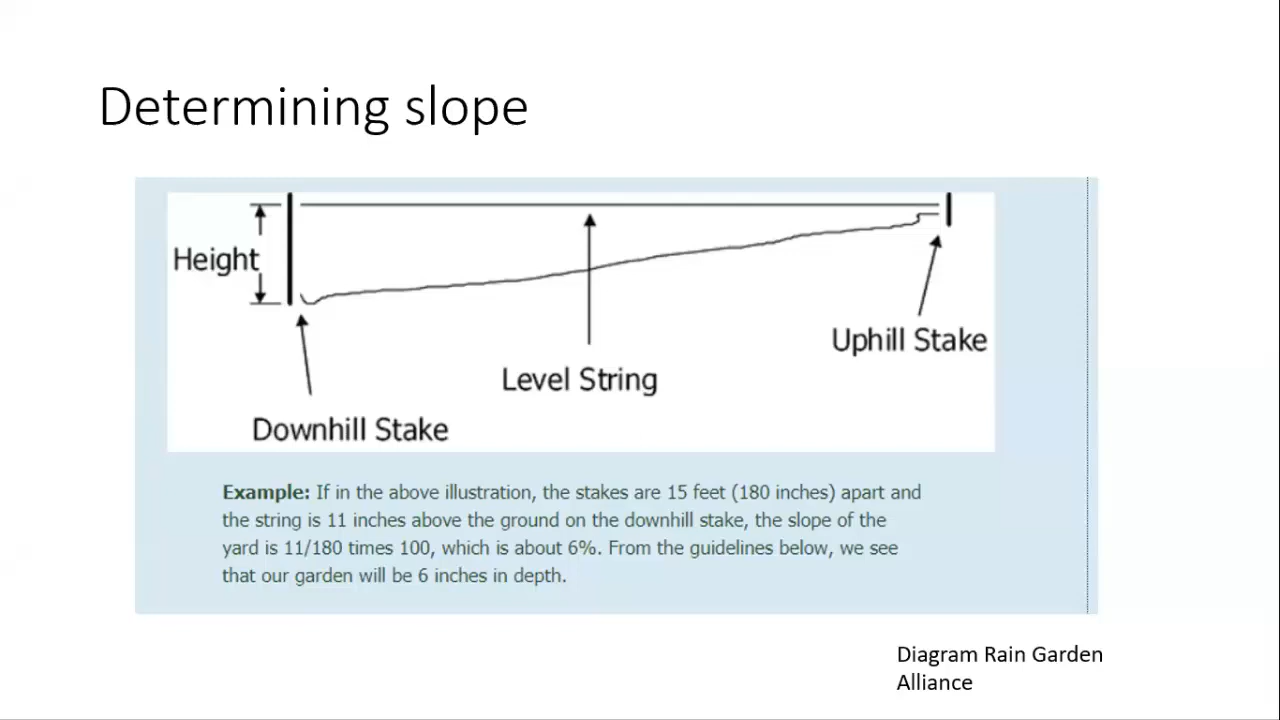 Determining slope
Height
Uphill Stake
Level String
Downhill Stake
Example: If in the above illustration, the stakes are 15 feet (180 inches) apart and
the string is 11 inches above the ground on the downhill stake, the slope of the
yard is 11/180 times 100, which is about 6%. From the guidelines below, we see
that our garden will be 6 inches in depth.
Diagram Rain Garden
Alliance